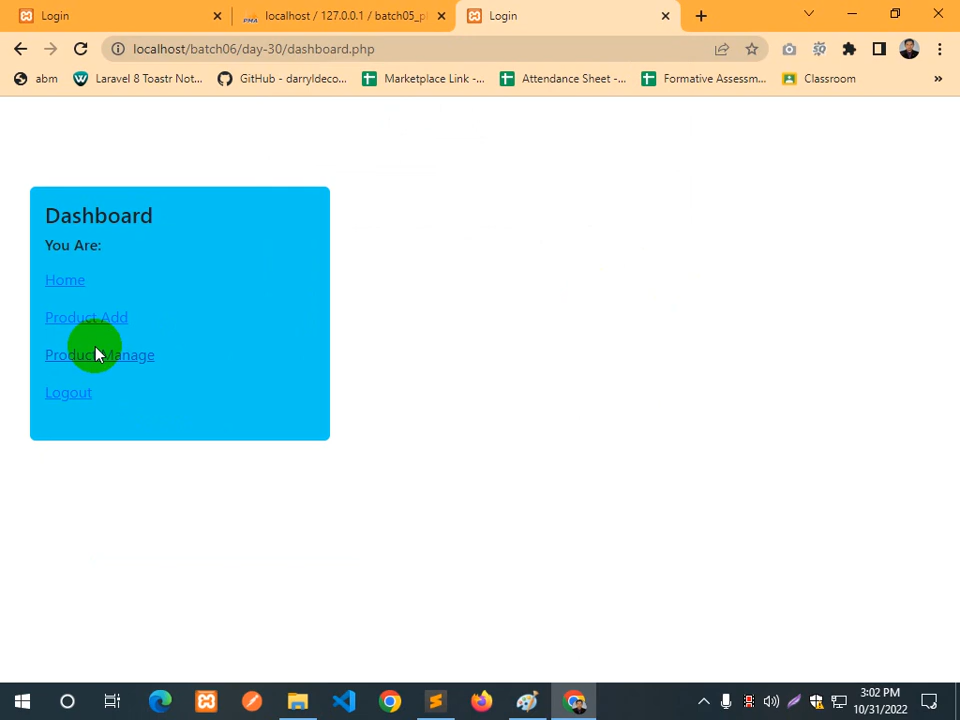 Login
localhost / 127.0.0.1 / batch05_p
Login
localhost/batch06/day-30/dashboard.php
abm
Laravel 8 Toastr Not...
GitHub - darryldeco...
Marketplace Link -...
Attendance Sheet -...
Formative Assessm...
Classroom
»
Dashboard
You Are:
Home
Product Add
Product Manage
Logout
3:02 PM
10/31/2022